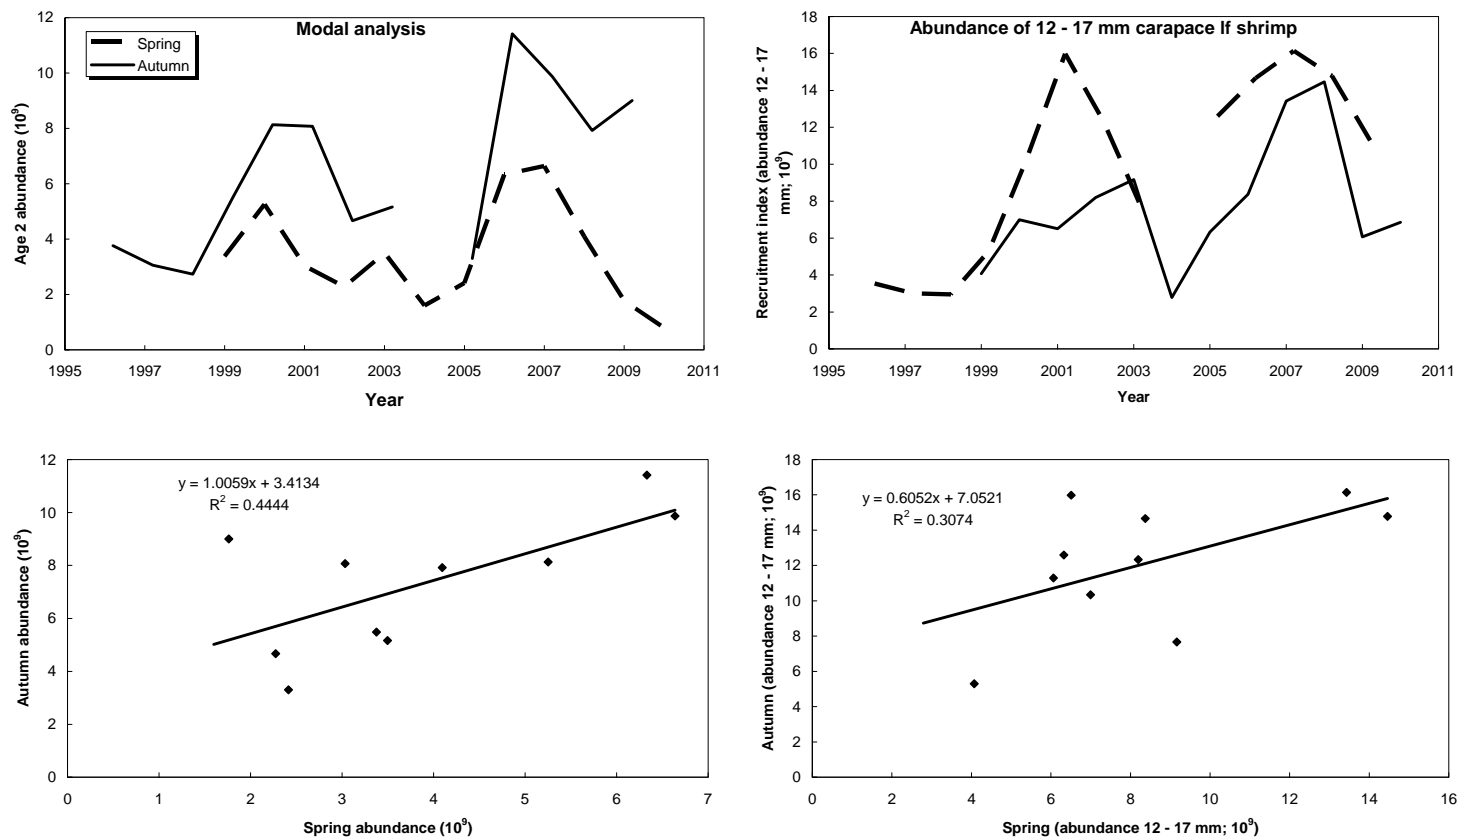 Modal analysis
Spring
Autumn
Age 2 abundance (10⁹)
12
10
8
6
4
2
0
1995 1997 1999 2001 2003 2005 2007 2009 2011
Year
Abundance of 12 - 17 mm carapace lf shrimp
Recruitment index (abundance 12 - 17
mm; 10⁹)
18
16
14
12
10
8
6
4
2
0
1995 1997 1999 2001 2003 2005 2007 2009 2011
Year
y = 1.0059x + 3.4134
R² = 0.4444
Autumn abundance (10⁹)
12
10
8
6
4
2
0
0 1 2 3 4 5 6 7
Spring abundance (10⁹)
y = 0.6052x + 7.0521
R² = 0.3074
Autumn (abundance 12 - 17 mm; 10⁹)
18
16
14
12
10
8
6
4
2
0
0 2 4 6 8 10 12 14 16
Spring (abundance 12 - 17 mm; 10⁹)